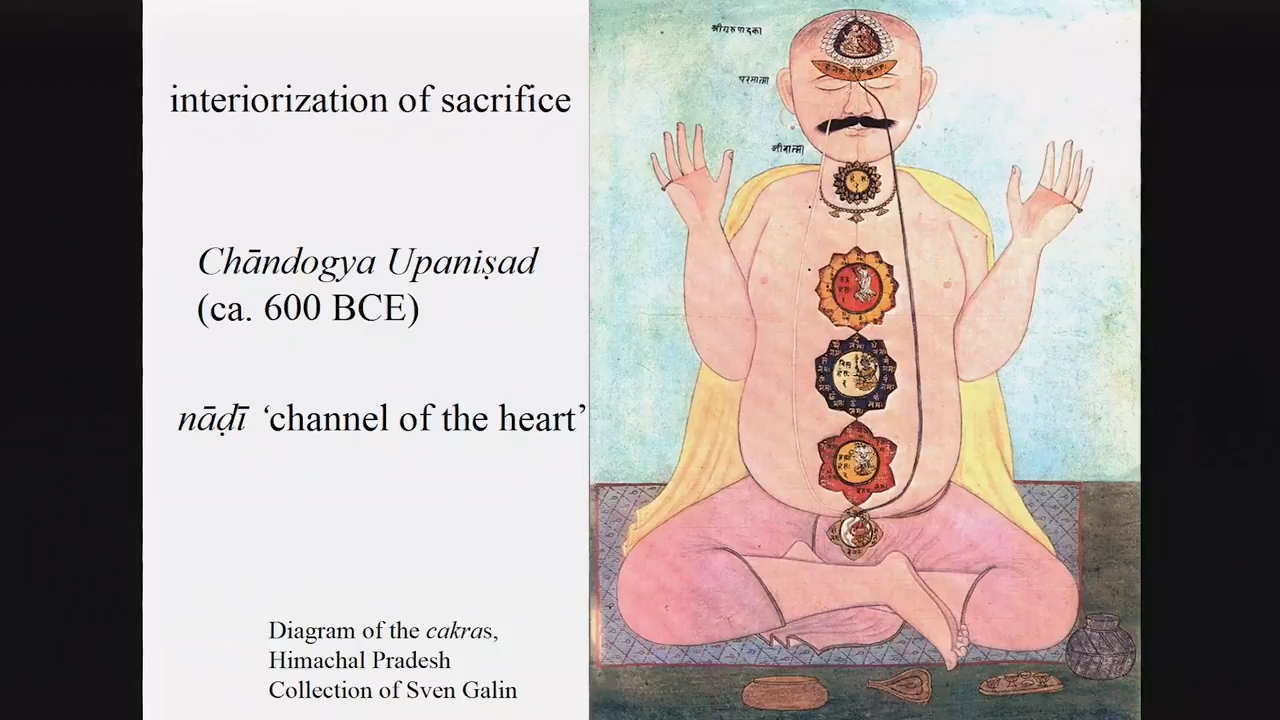 interiorization of sacrifice
Chāndogya Upaniṣad
(ca. 600 BCE)
nāḍī ‘channel of the heart’
Diagram of the cakras,
Himachal Pradesh
Collection of Sven Galin
परमात्मा